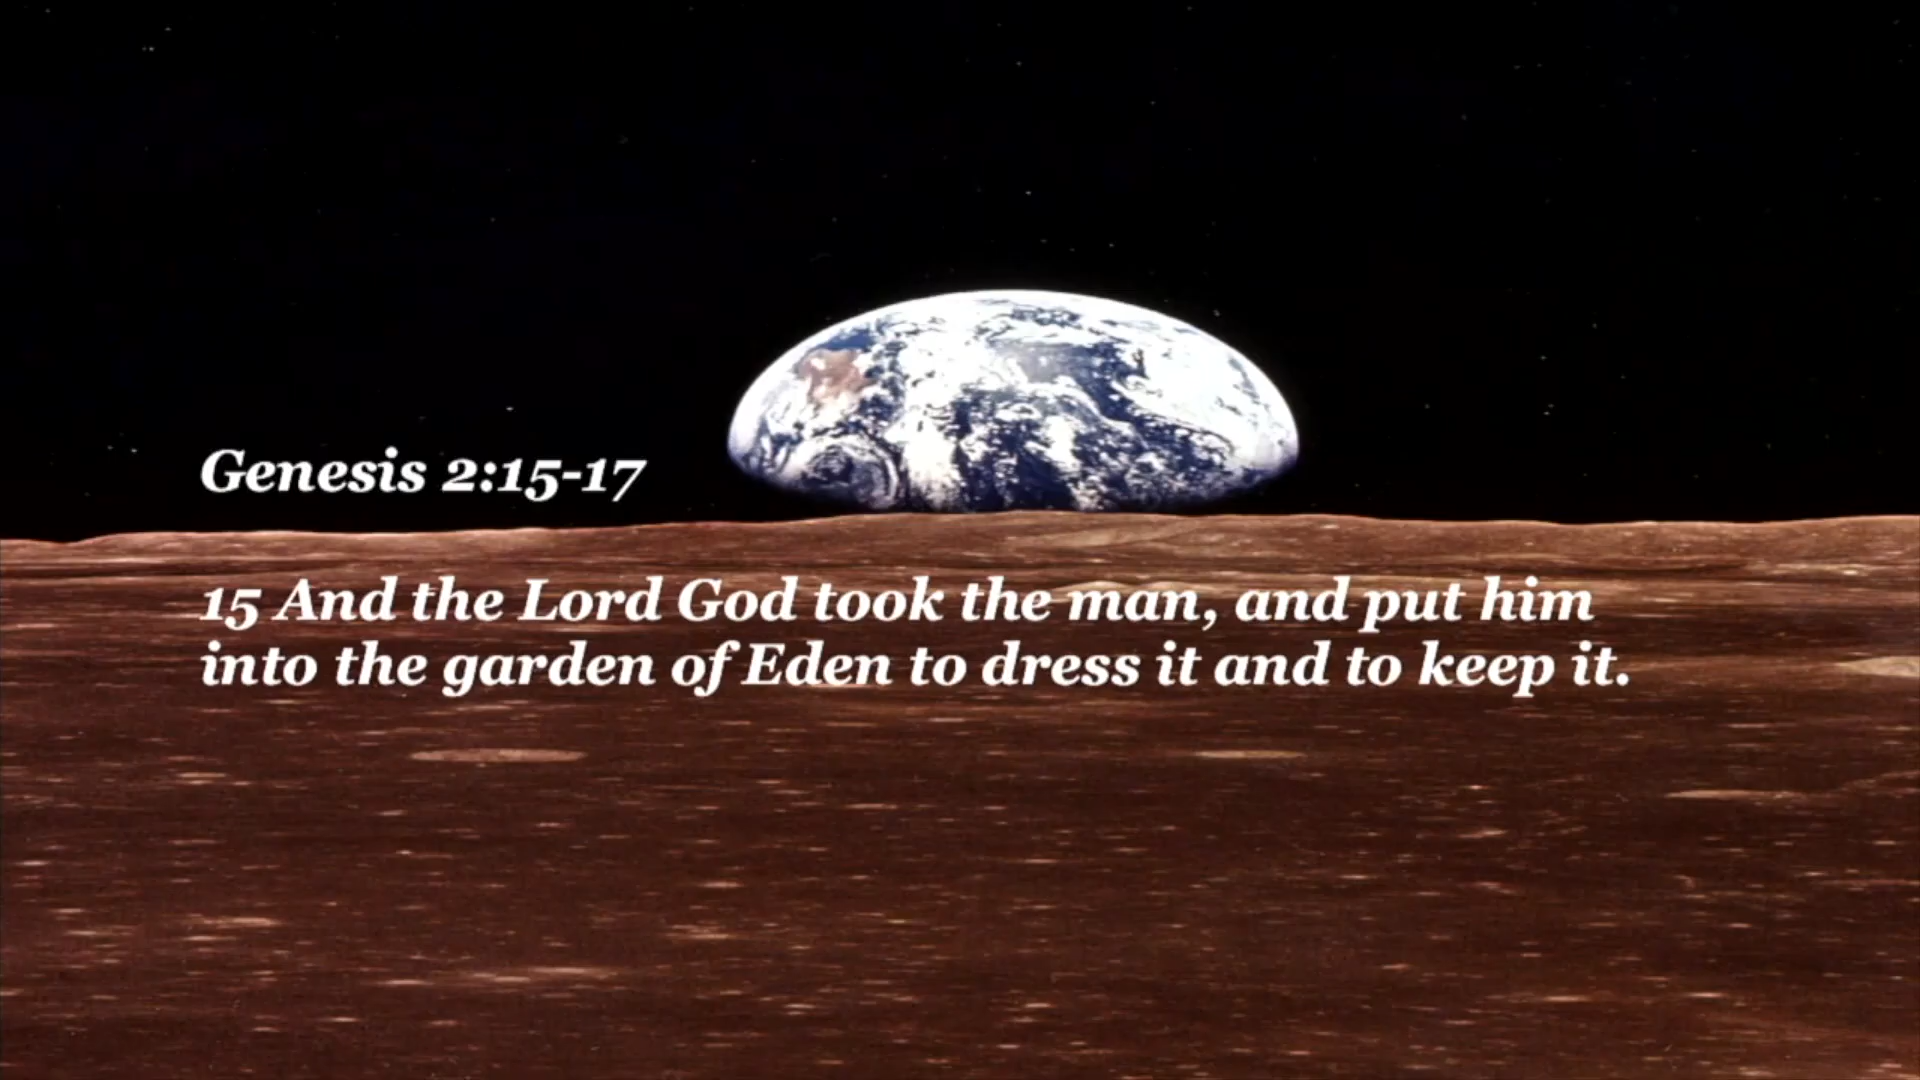 Genesis 2:15-17
15 And the Lord God took the man, and put him
into the garden of Eden to dress it and to keep it.